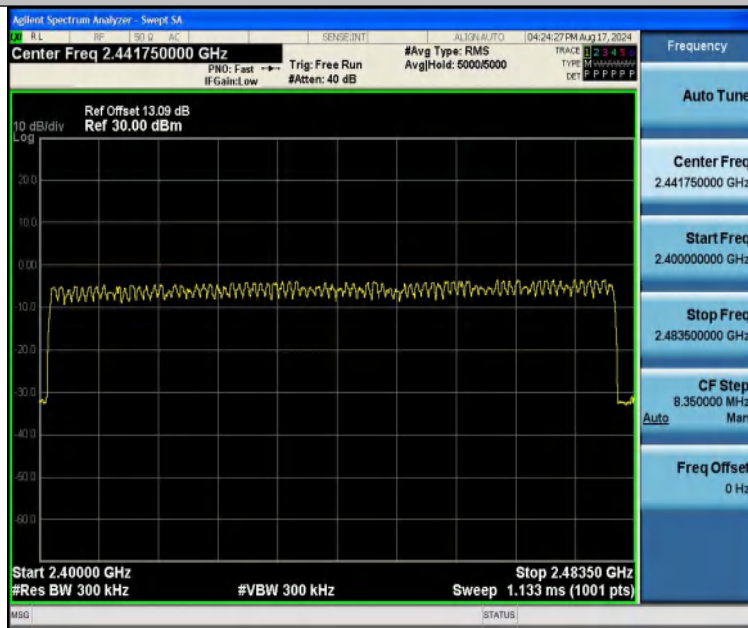 Agilent Spectrum Analyzer - Swept SA
RL RF 50 Ω AC SENSE:INT ALIGN AUTO 04:24:27 PM Aug 17, 2024
Center Freq 2.441750000 GHz
PNO: Fast
IFGain:Low
Trig: Free Run
#Atten: 40 dB
#Avg Type: RMS
Avg|Hold: 5000/5000
TRACE 1 2 3 4 5 6
TYPE M
DET P P P P P P
Ref Offset 13.09 dB
10 dB/div Ref 30.00 dBm
Log
20.0
10.0
0.00
-10.0
-20.0
-30.0
-40.0
-50.0
-60.0
Start 2.40000 GHz Stop 2.48350 GHz
#Res BW 300 kHz #VBW 300 kHz Sweep 1.133 ms (1001 pts)
MSG STATUS
Frequency
Auto Tune
Center Freq
2.441750000 GHz
Start Freq
2.400000000 GHz
Stop Freq
2.483500000 GHz
CF Step
8.350000 MHz
Auto Man
Freq Offset
0 Hz